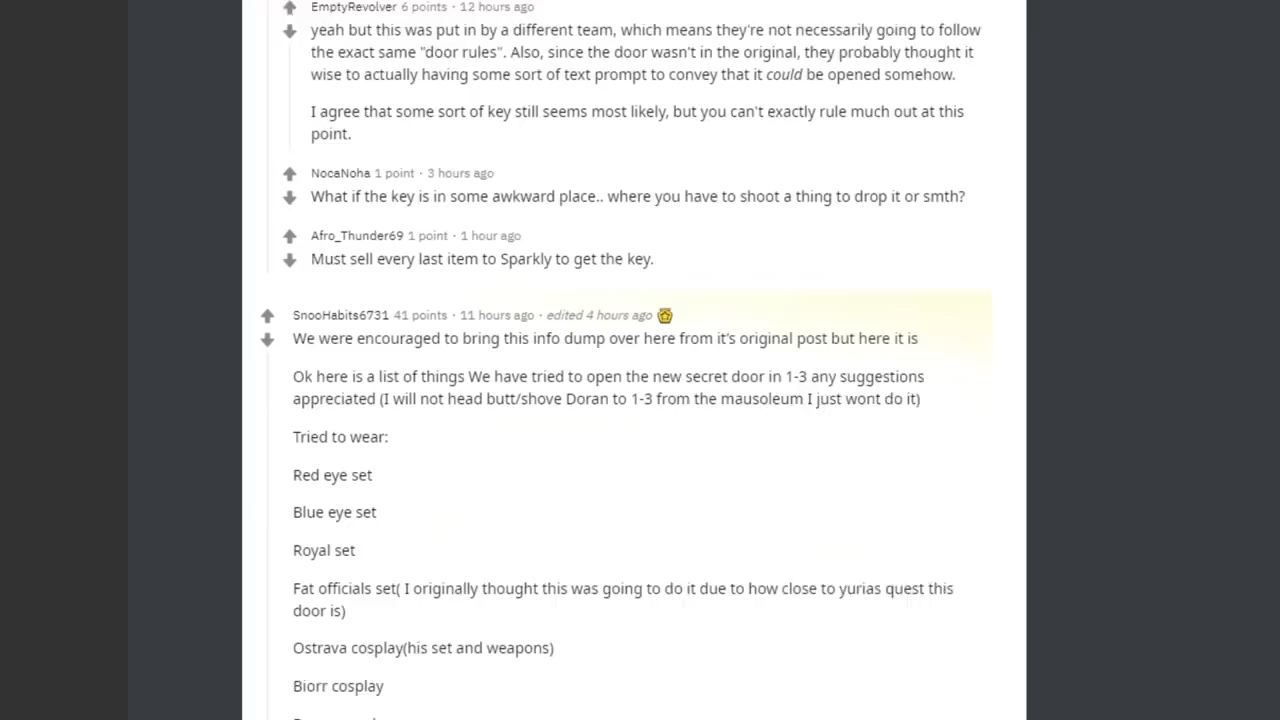 EmptyRevolver 6 points · 12 hours ago
yeah but this was put in by a different team, which means they're not necessarily going to follow
the exact same "door rules". Also, since the door wasn't in the original, they probably thought it
wise to actually having some sort of text prompt to convey that it could be opened somehow.
I agree that some sort of key still seems most likely, but you can't exactly rule much out at this
point.
NocaNoha 1 point · 3 hours ago
What if the key is in some awkward place.. where you have to shoot a thing to drop it or smth?
Afro_Thunder69 1 point · 1 hour ago
Must sell every last item to Sparkly to get the key.
SnooHabits6731 41 points · 11 hours ago · edited 4 hours ago
We were encouraged to bring this info dump over here from it's original post but here it is
Ok here is a list of things We have tried to open the new secret door in 1-3 any suggestions
appreciated (I will not head butt/shove Doran to 1-3 from the mausoleum I just wont do it)
Tried to wear:
Red eye set
Blue eye set
Royal set
Fat officials set( I originally thought this was going to do it due to how close to yurias quest this
door is)
Ostrava cosplay(his set and weapons)
Biorr cosplay